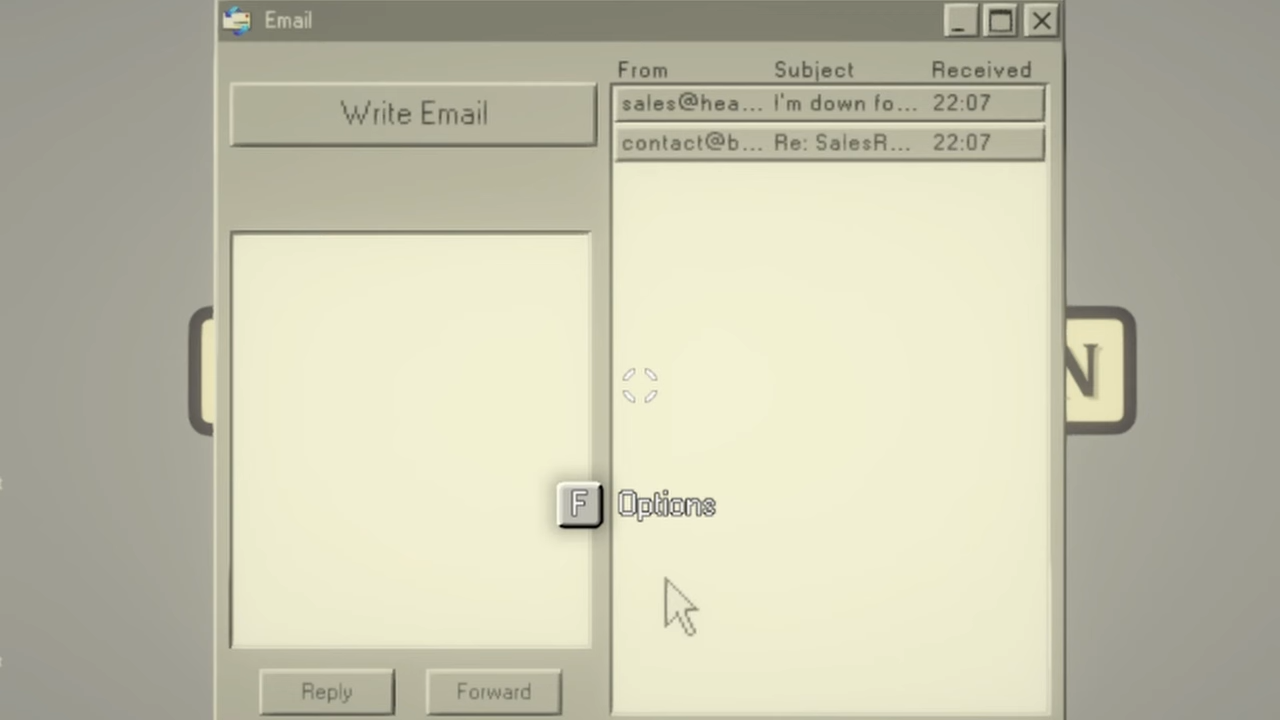 Email
From Subject Received
Write Email
sales@hea... I'm down fo... 22:07
contact@b... Re: SalesR... 22:07
N
F Options
Reply Forward